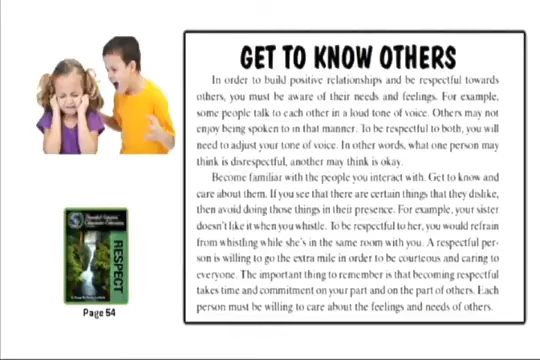 GET TO KNOW OTHERS
In order to build positive relationships and be respectful towards
others, you must be aware of their needs and feelings. For example,
some people talk to each other in a loud tone of voice. Others may not
enjoy being spoken to in that manner. To be respectful to both, you will
need to adjust your tone of voice. In other words, what one person may
think is disrespectful, another may think is okay.
Become familiar with the people you interact with. Get to know and
care about them. If you see that there are certain things that they dislike,
then avoid doing those things in their presence. For example, your sister
doesn't like it when you whistle. To be respectful to her, you would refrain
from whistling while she's in the same room with you. A respectful per-
son is willing to go the extra mile in order to be courteous and caring to
everyone. The important thing to remember is that becoming respectful
takes time and commitment on your part and on the part of others. Each
person must be willing to care about the feelings and needs of others.
RESPECT
Page 54